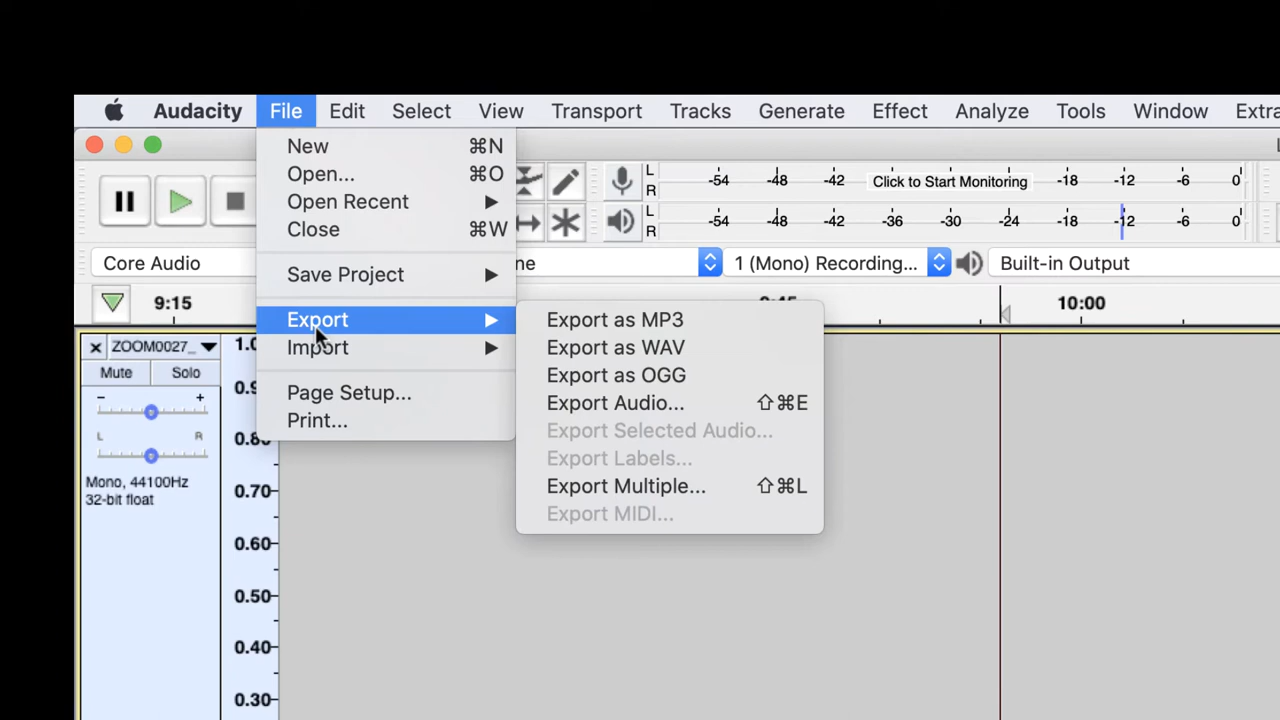 Audacity File Edit Select View Transport Tracks Generate Effect Analyze Tools Window Extra
New ⌘N
Open... ⌘O
Open Recent ▶
Close ⌘W
Save Project ▶
Export ▶
Import ▶
Page Setup...
Print...
Export as MP3
Export as WAV
Export as OGG
Export Audio... ⇧⌘E
Export Selected Audio...
Export Labels...
Export Multiple... ⇧⌘L
Export MIDI...
L
R
-54 -48 -42 Click to Start Monitoring -18 -12 -6 0
L
R
-54 -48 -42 -36 -30 -24 -18 -12 -6 0
Core Audio
1 (Mono) Recording...
Built-in Output
9:15
10:00
ZOOM0027_
Mute Solo
- +
L R
Mono, 44100Hz
32-bit float
0.70
0.60
0.50
0.40
0.30